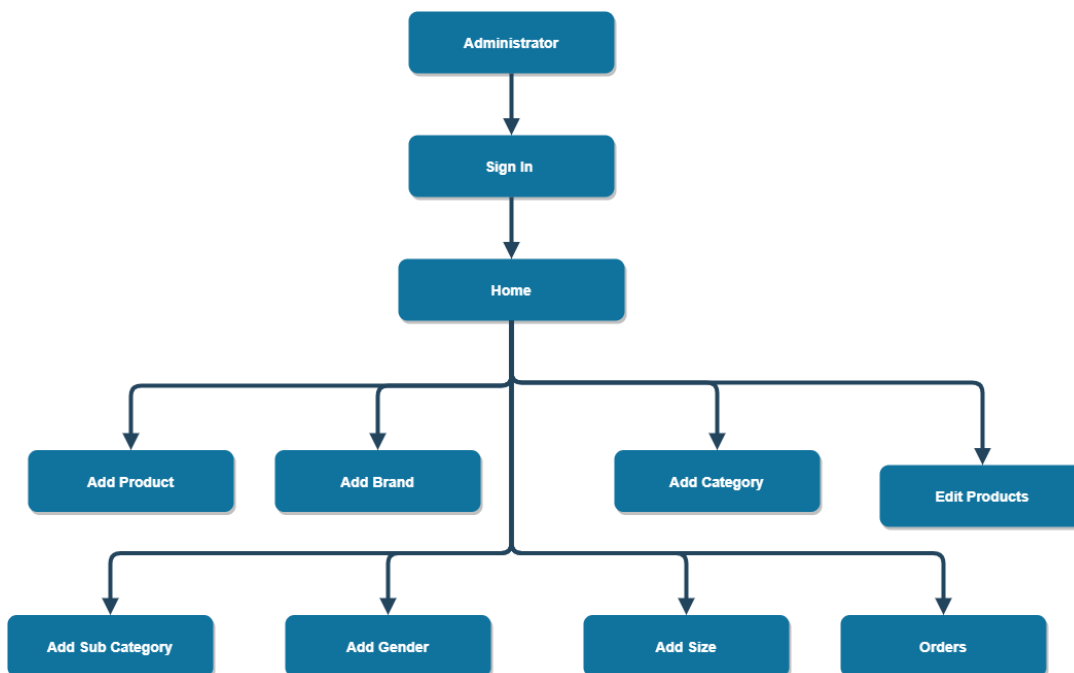 Administrator
Sign In
Home
Add Product
Add Brand
Add Category
Edit Products
Add Sub Category
Add Gender
Add Size
Orders